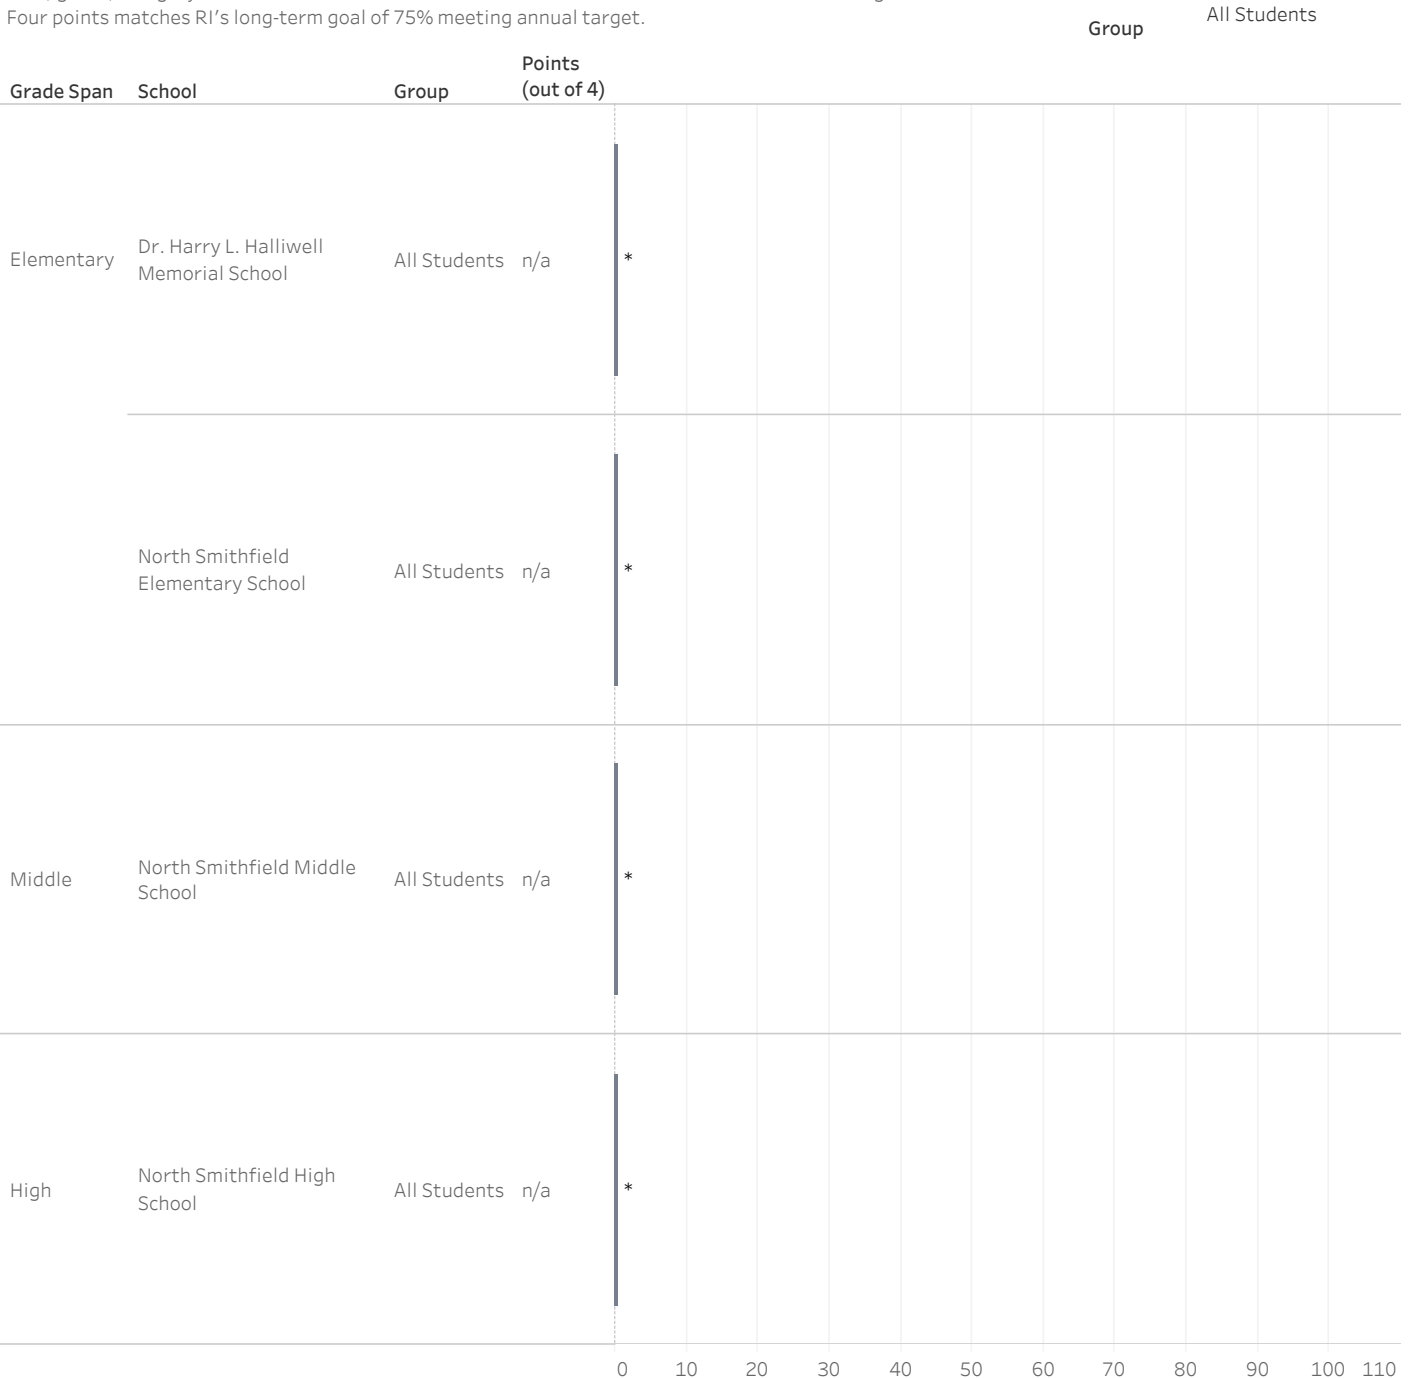 Four points matches RI's long-term goal of 75% meeting annual target.
Group All Students
Grade Span School Group Points
(out of 4)
Elementary Dr. Harry L. Halliwell
Memorial School All Students n/a *
North Smithfield
Elementary School All Students n/a *
Middle North Smithfield Middle
School All Students n/a *
High North Smithfield High
School All Students n/a *
0 10 20 30 40 50 60 70 80 90 100 110